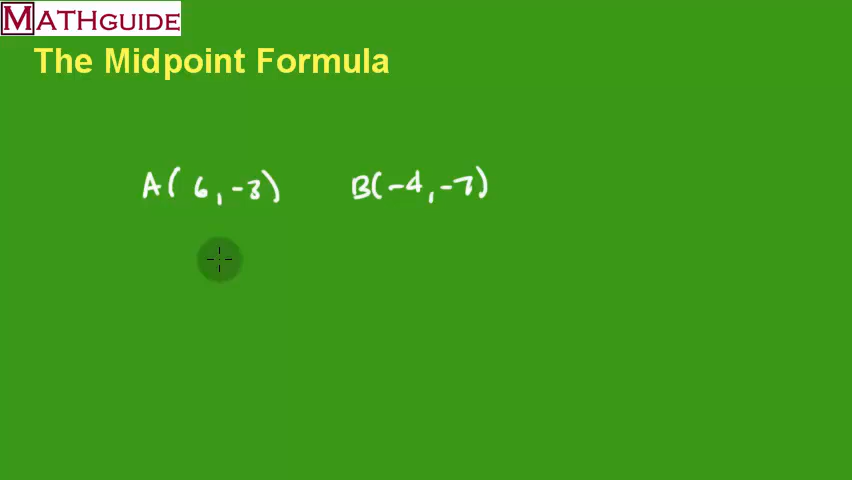 MATHGUIDE
The Midpoint Formula
A( 6, -3) B(-4, -7)